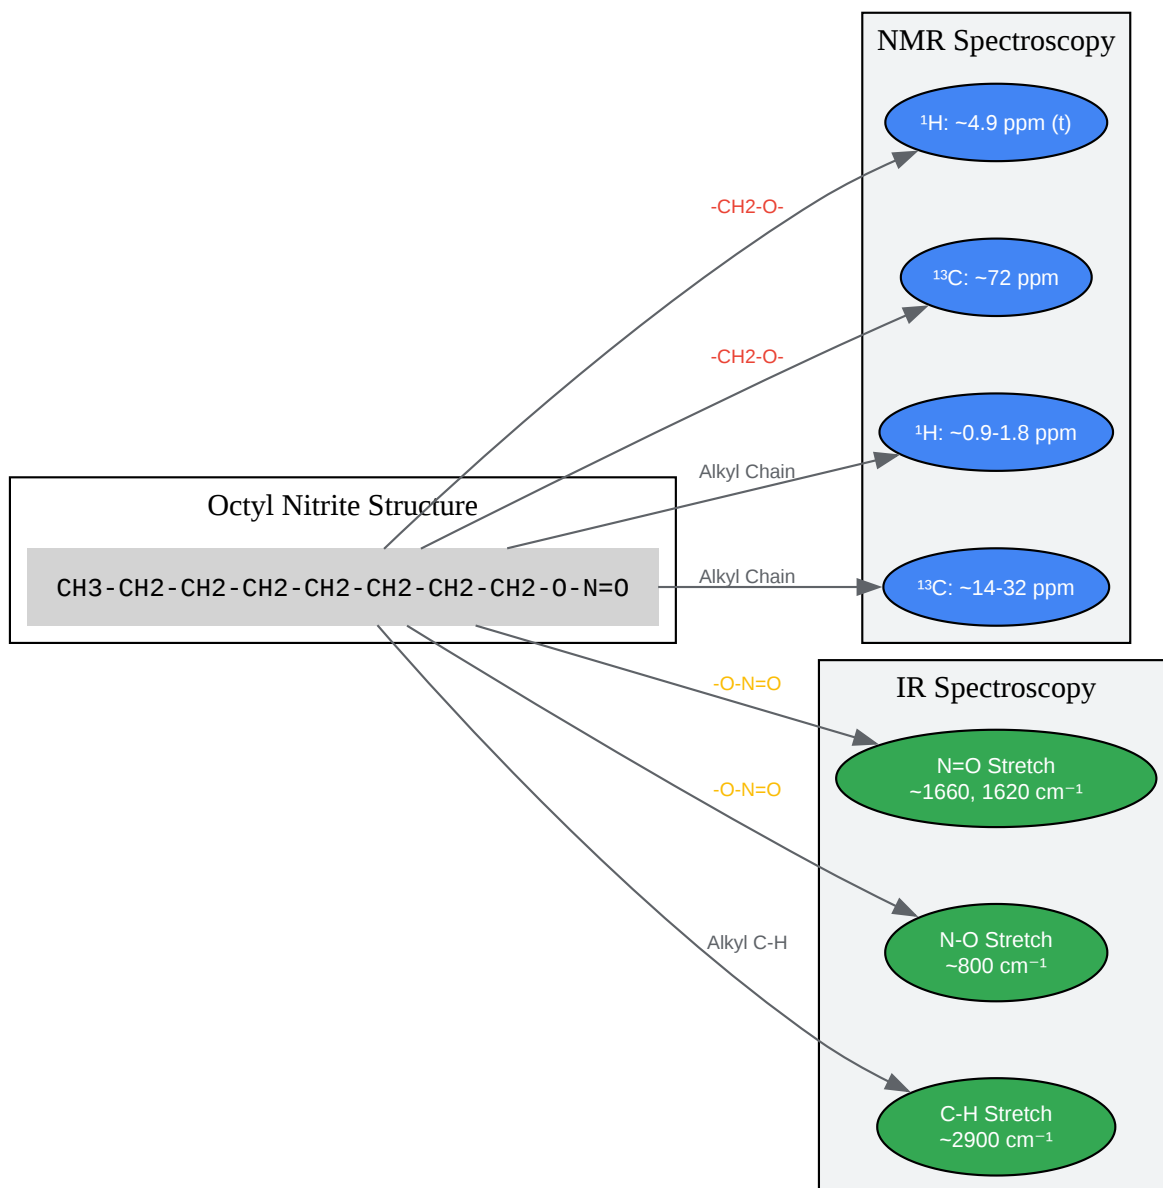 NMR Spectroscopy
¹H: ~4.9 ppm (t)
-CH2-O-
¹³C: ~72 ppm
-CH2-O-
¹H: ~0.9-1.8 ppm
Alkyl Chain
Octyl Nitrite Structure
CH3-CH2-CH2-CH2-CH2-CH2-CH2-CH2-O-N=O
Alkyl Chain
¹³C: ~14-32 ppm
-O-N=O
IR Spectroscopy
N=O Stretch
~1660, 1620 cm⁻¹
-O-N=O
N-O Stretch
~800 cm⁻¹
Alkyl C-H
C-H Stretch
~2900 cm⁻¹